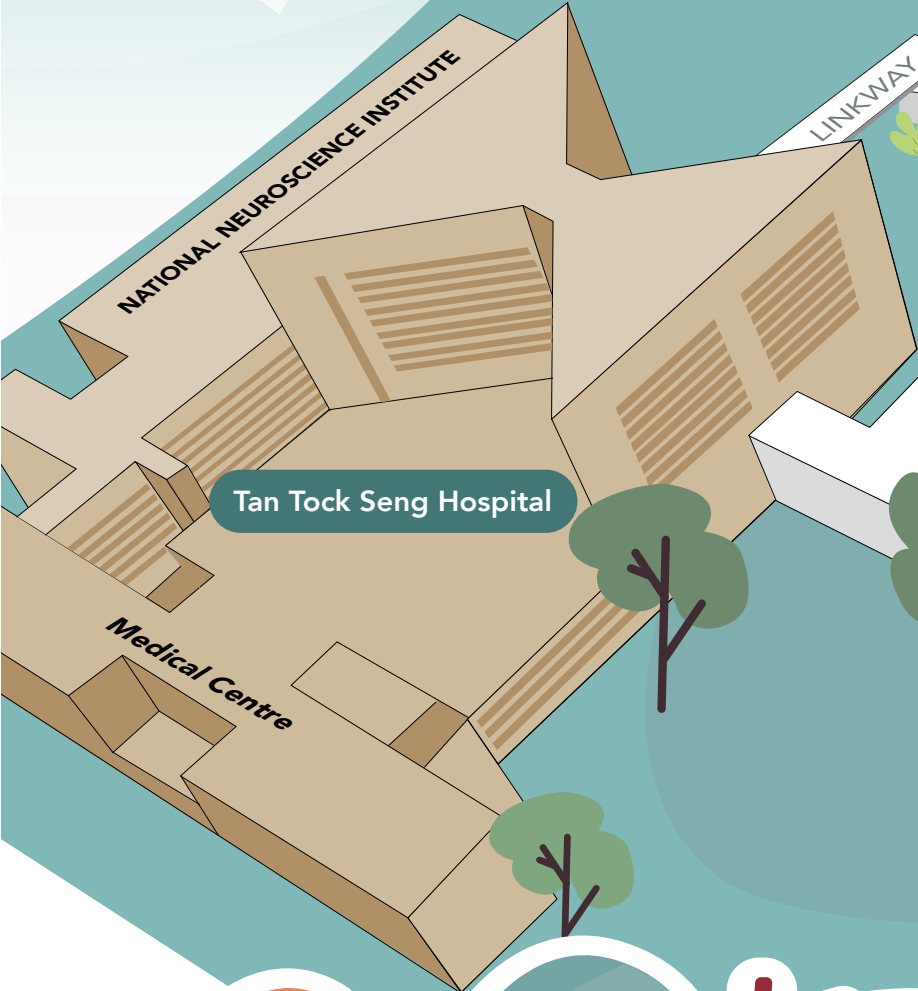 NATIONAL NEUROSCIENCE INSTITUTE
LINKWAY
Tan Tock Seng Hospital
Medical Centre